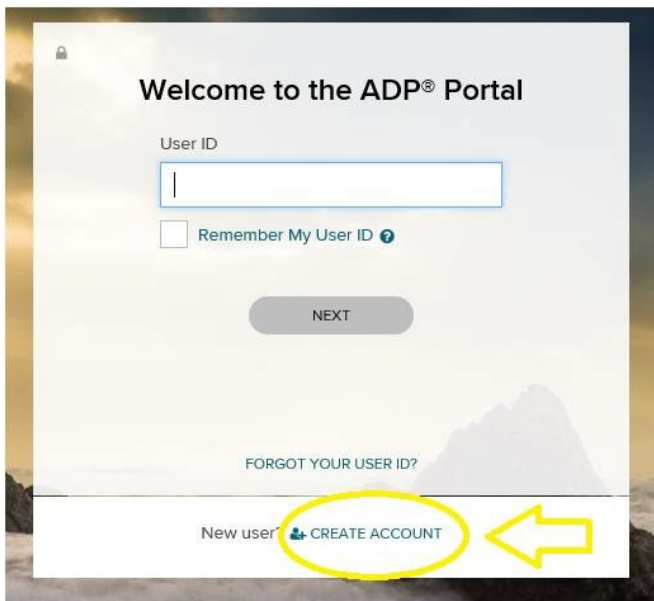 Welcome to the ADP® Portal
User ID
Remember My User ID
NEXT
FORGOT YOUR USER ID?
New user? CREATE ACCOUNT